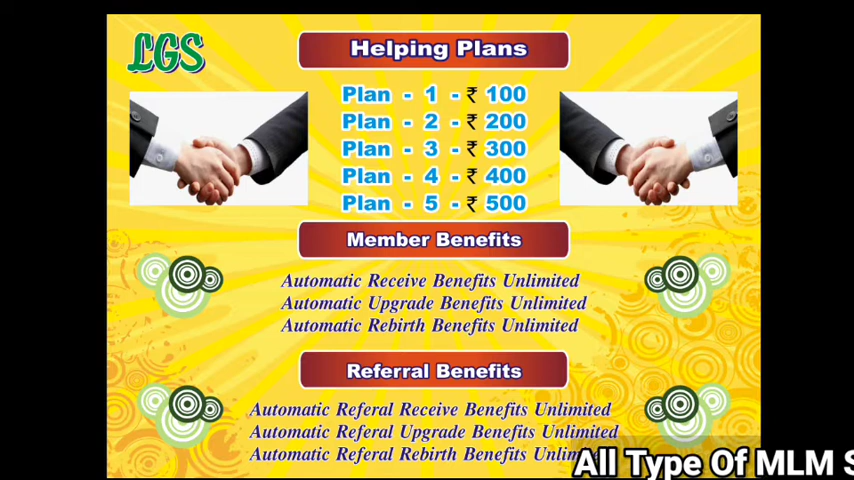 LGS
Helping Plans
Plan - 1 - ₹ 100
Plan - 2 - ₹ 200
Plan - 3 - ₹ 300
Plan - 4 - ₹ 400
Plan - 5 - ₹ 500
Member Benefits
Automatic Receive Benefits Unlimited
Automatic Upgrade Benefits Unlimited
Automatic Rebirth Benefits Unlimited
Referral Benefits
Automatic Referal Receive Benefits Unlimited
Automatic Referal Upgrade Benefits Unlimited
Automatic Referal Rebirth Benefits
All Type Of MLM